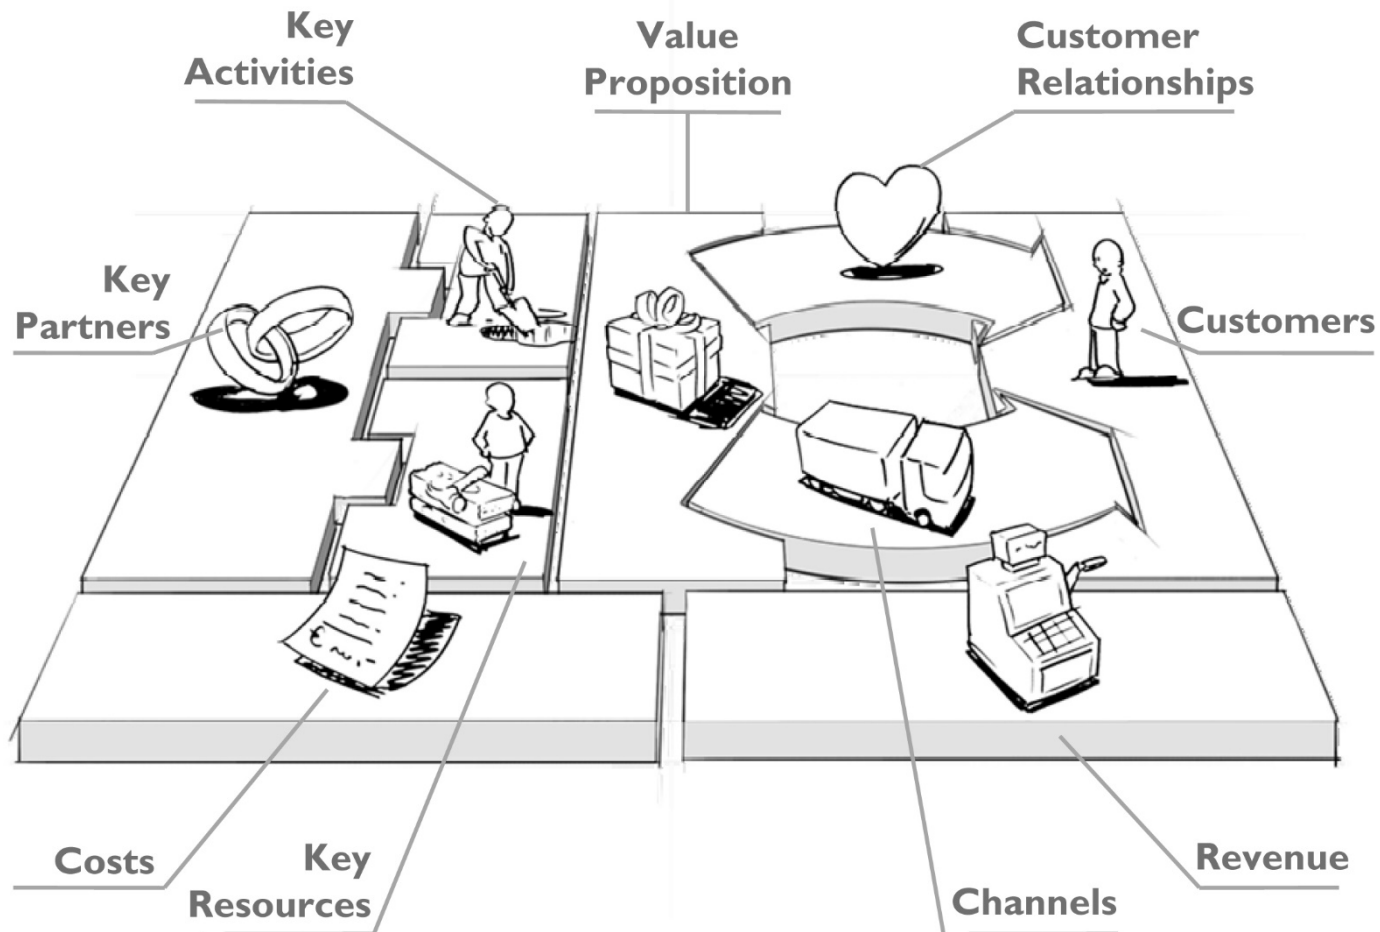 Key
Activities
Value
Proposition
Customer
Relationships
Key
Partners
Customers
Costs
Key
Resources
Channels
Revenue
€